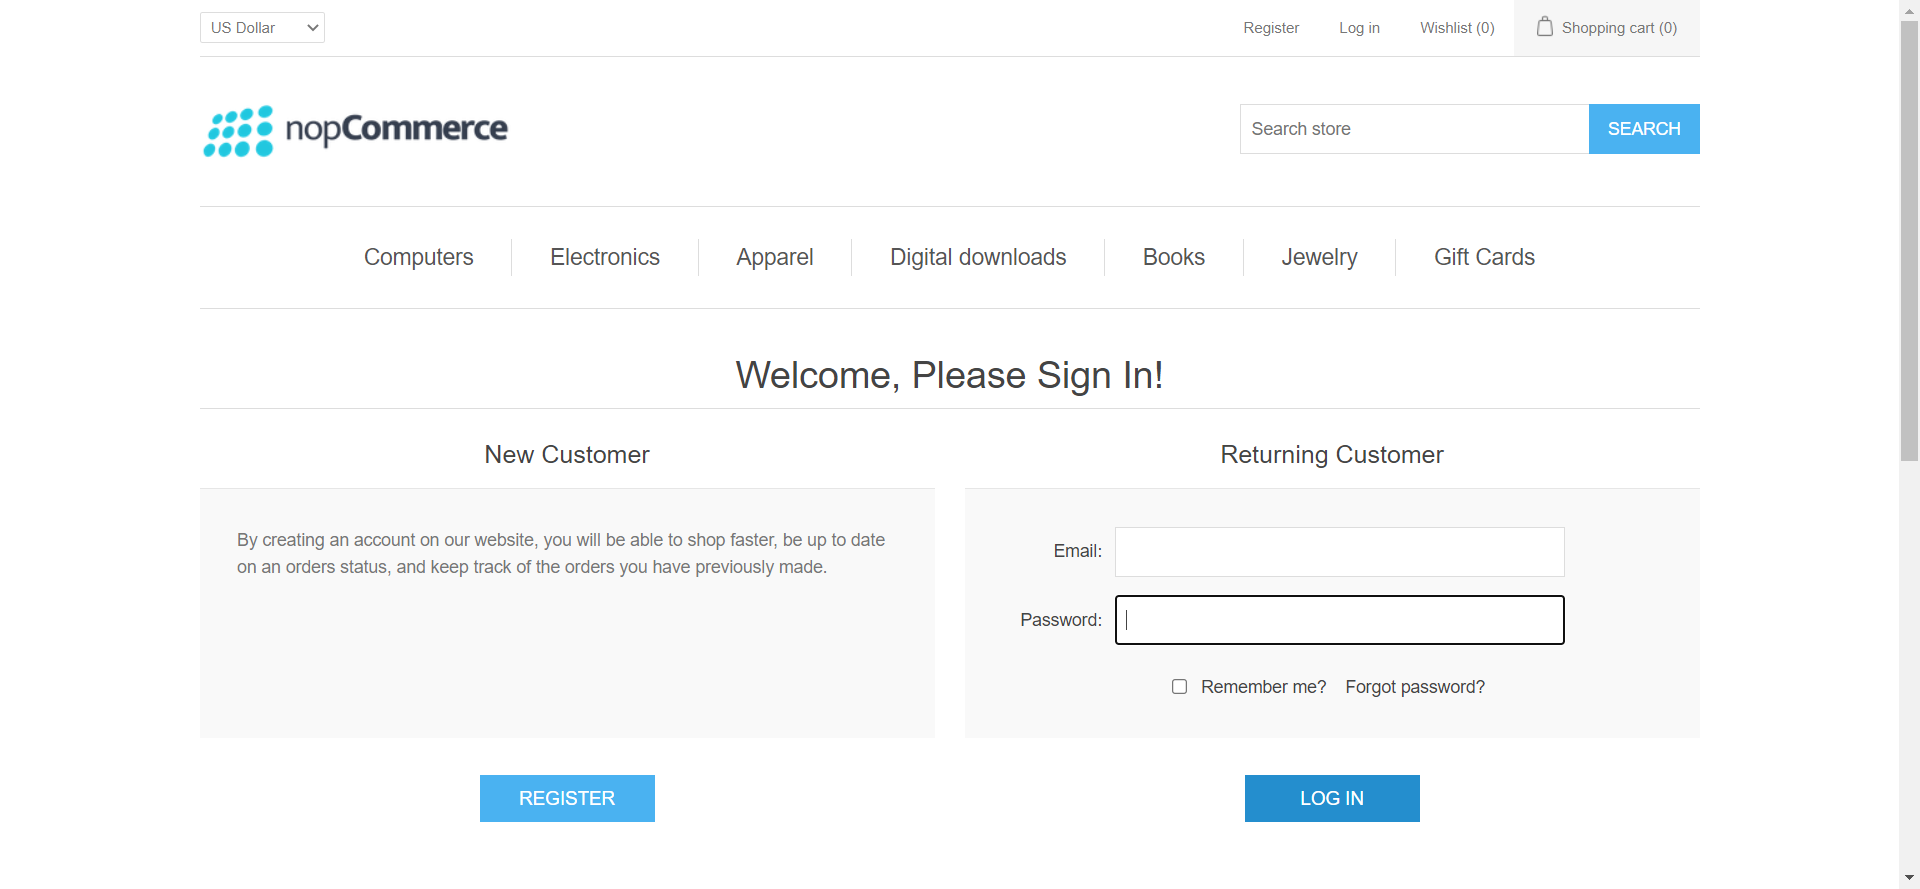 US Dollar
Register
Log in
Wishlist (0)
Shopping cart (0)
nopCommerce
Search store
SEARCH
Computers
Electronics
Apparel
Digital downloads
Books
Jewelry
Gift Cards
Welcome, Please Sign In!
New Customer
By creating an account on our website, you will be able to shop faster, be up to date
on an orders status, and keep track of the orders you have previously made.
REGISTER
Returning Customer
Email:
Password:
Remember me?
Forgot password?
LOG IN